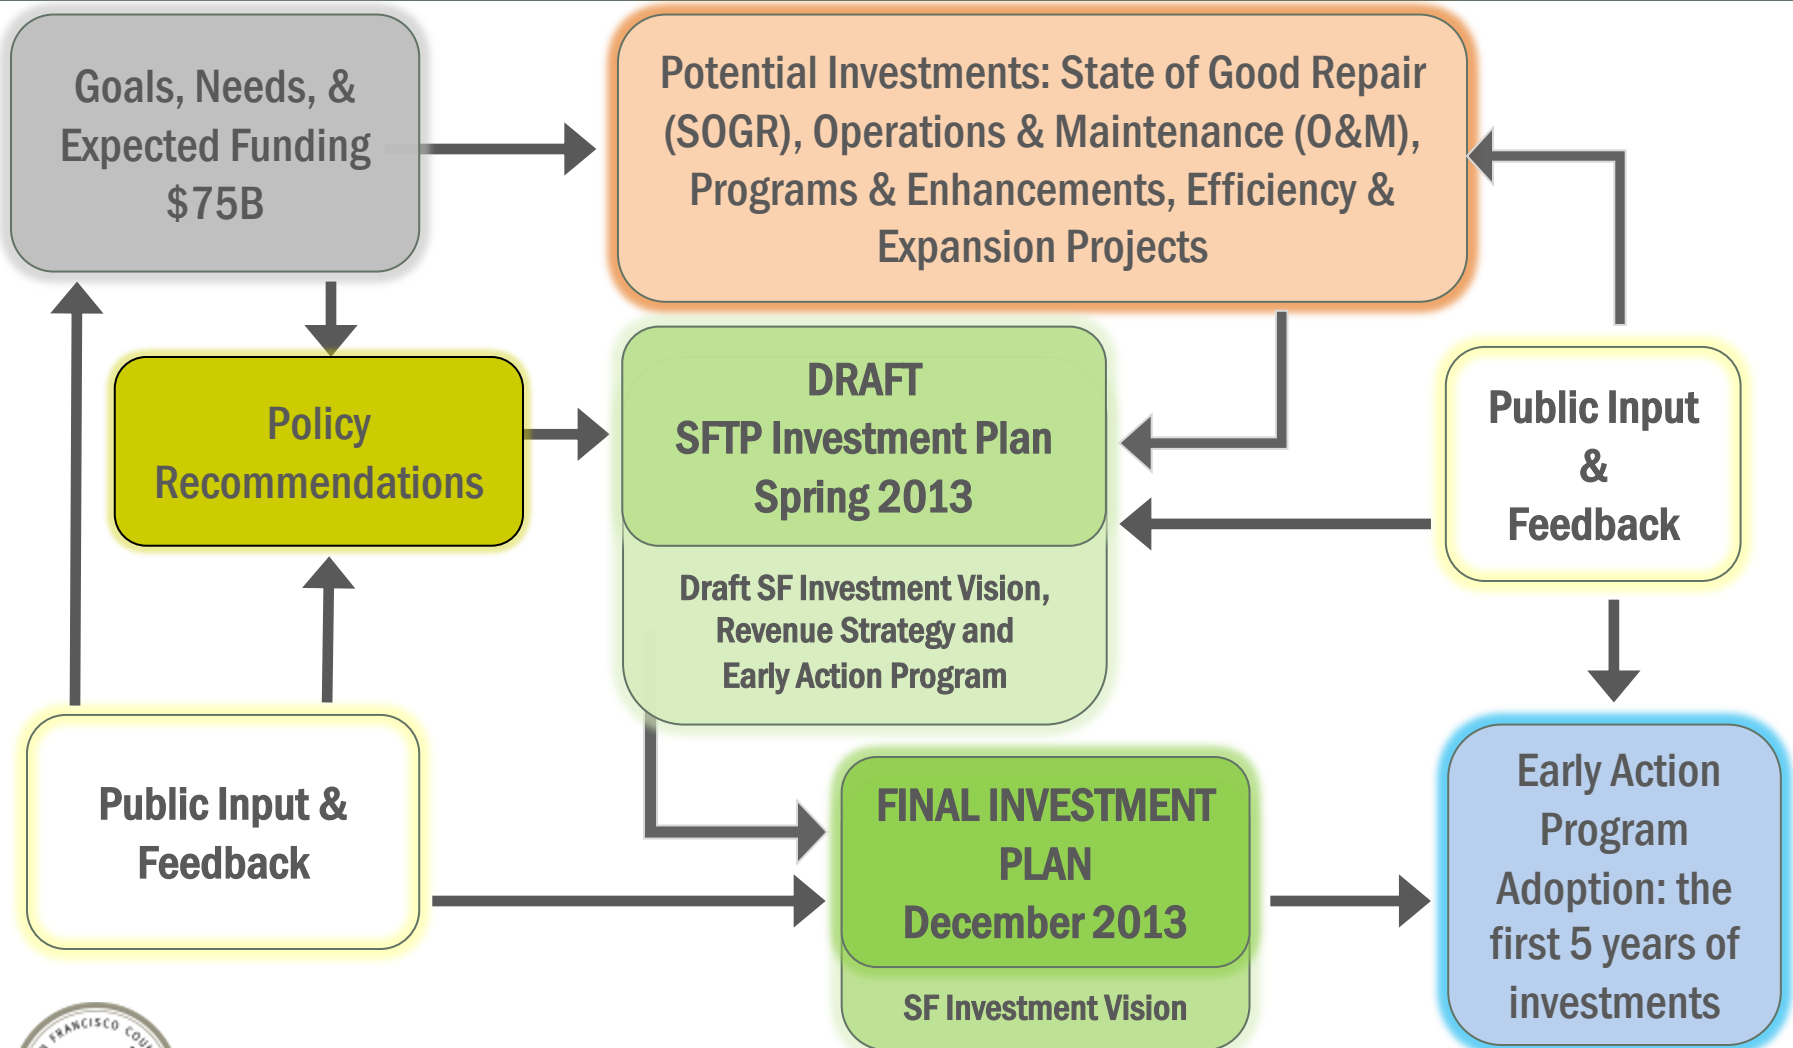 Goals, Needs, &
Expected Funding
$75B
Potential Investments: State of Good Repair
(SOGR), Operations & Maintenance (O&M),
Programs & Enhancements, Efficiency &
Expansion Projects
Policy
Recommendations
DRAFT
SFTP Investment Plan
Spring 2013
Draft SF Investment Vision,
Revenue Strategy and
Early Action Program
Public Input
&
Feedback
Public Input &
Feedback
FINAL INVESTMENT
PLAN
December 2013
SF Investment Vision
Early Action
Program
Adoption: the
first 5 years of
investments
FRANCISCO